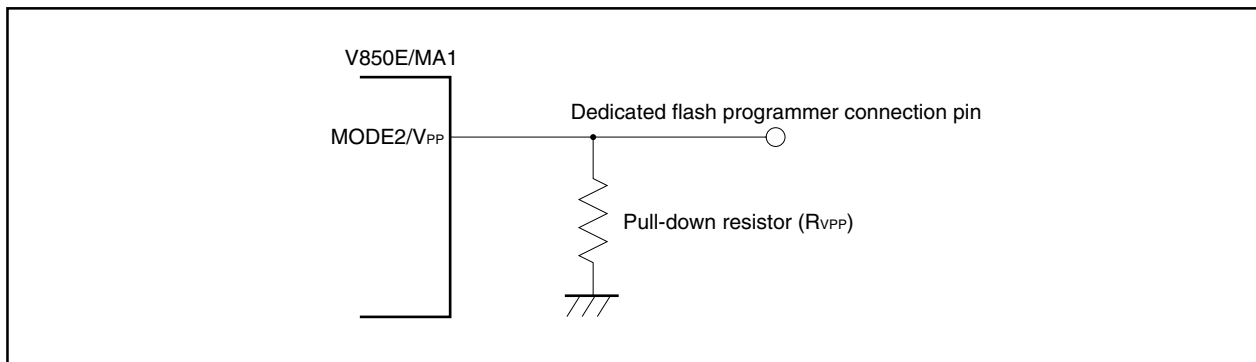 V850E/MA1
Dedicated flash programmer connection pin
MODE2/VPP
Pull-down resistor (RVPP)